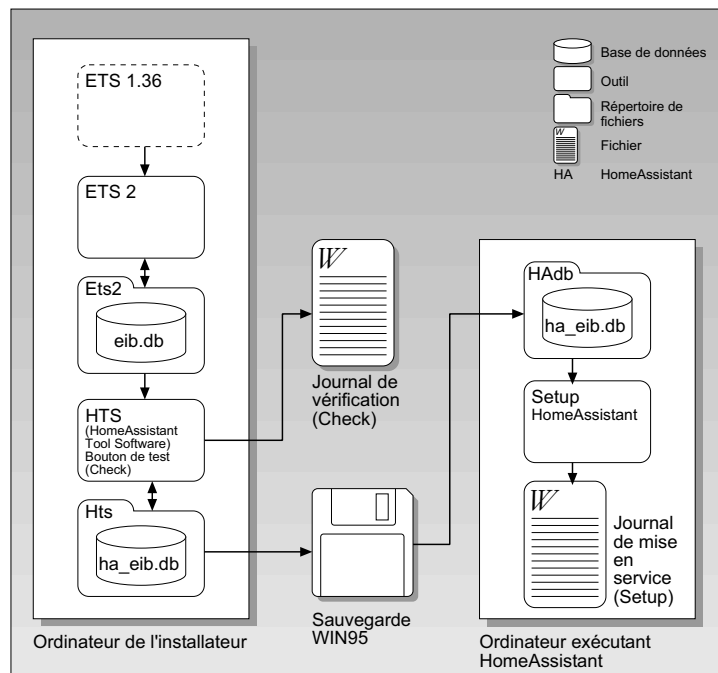 ETS 1.36
ETS 2
Ets2
eib.db
HTS
(HomeAssistant
Tool Software)
Bouton de test
(Check)
Hts
ha_eib.db
Ordinateur de l'installateur
W
Journal de
vérification
(Check)
Sauvegarde
WIN95
Base de données
Outil
Répertoire de
fichiers
W
Fichier
HA HomeAssistant
HAdb
ha_eib.db
Setup
HomeAssistant
W
Journal
de mise
en
service
(Setup)
Ordinateur exécutant
HomeAssistant